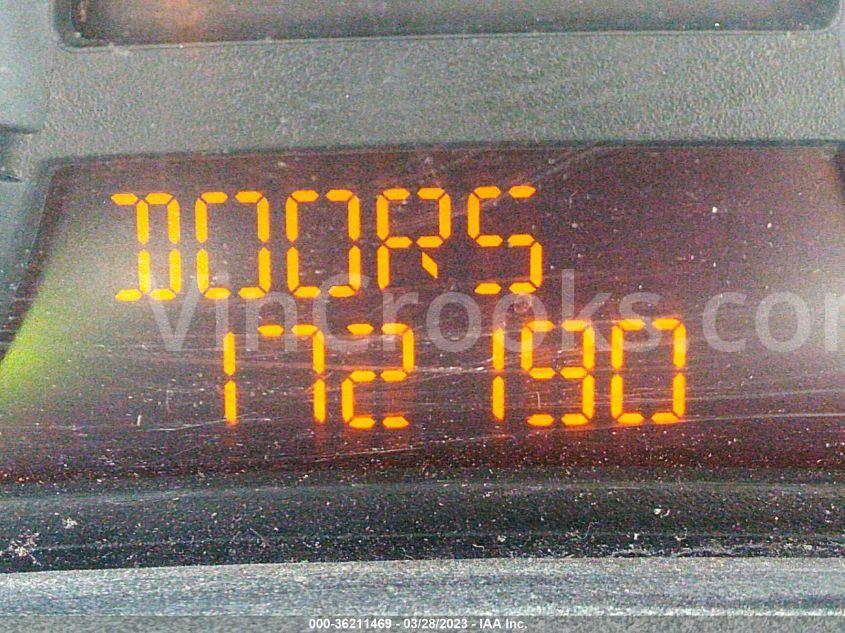 DOORS
172190
VinCrooks.com
000-36211469 | 03/28/2023 | IAA Inc.